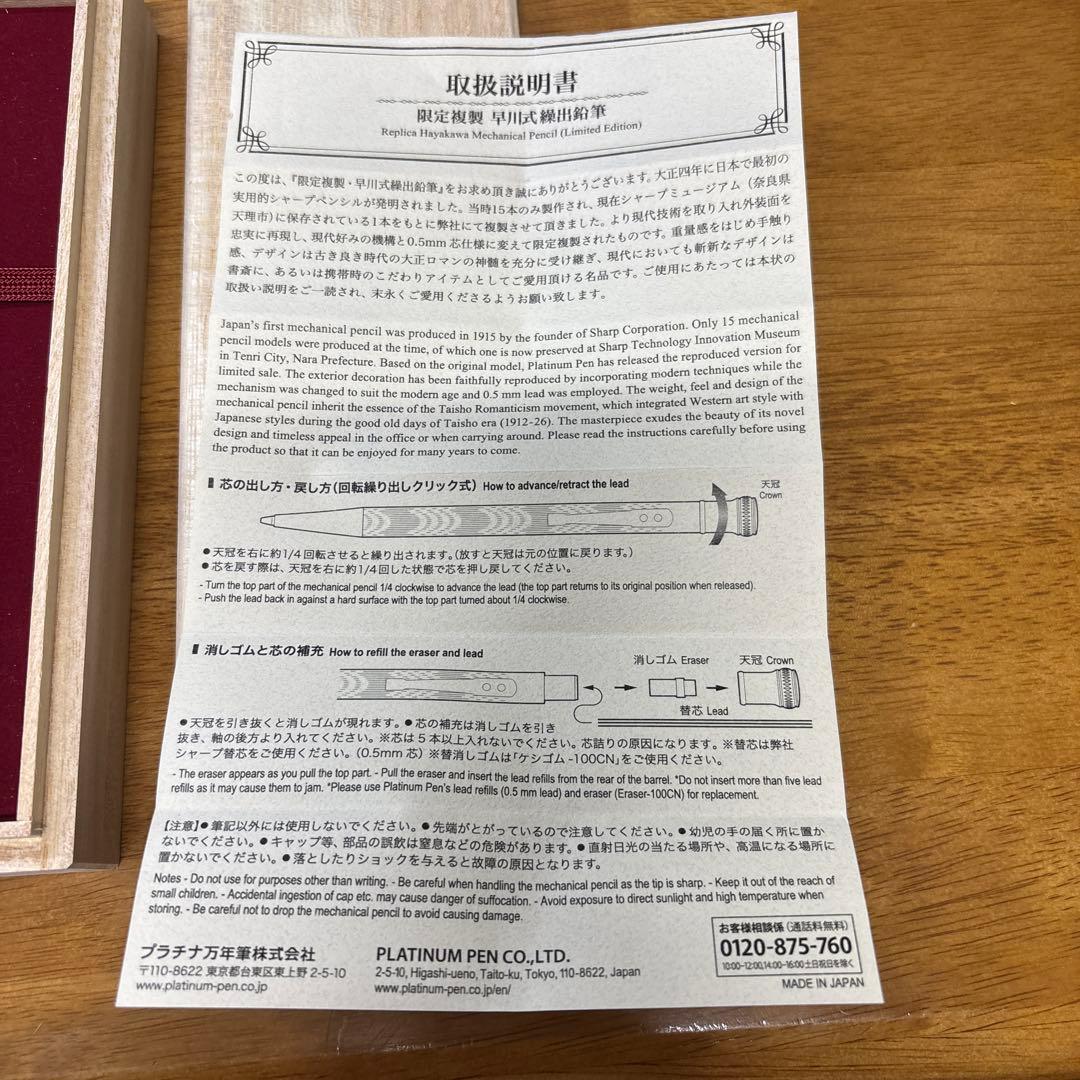 取扱説明書
限定複製 早川式繰出鉛筆
Replica Hayakawa Mechanical Pencil (Limited Edition)
この度は、『限定複製・早川式繰出鉛筆』をお求め頂き誠にありがとうございます。大正四年に日本で最初の
実用的シャープペンシルが発明されました。当時15本のみ製作され、現在シャープミュージアム（奈良県
天理市）に保存されている1本をもとに弊社にて複製させて頂きました。より現代技術を取り入れ外装面を
忠実に再現し、現代好みの機構と0.5mm 芯仕様に変えて限定複製されたものです。重量感をはじめ手触り
感、デザインは古き良き時代の大正ロマンの神髄を充分に受け継ぎ、現代においても斬新なデザインは
書斎に、あるいは携帯時のこだわりアイテムとしてご愛用頂ける名品です。ご使用にあたっては本状の
取扱い説明をご一読され、末永くご愛用くださるようお願い致します。
Japan's first mechanical pencil was produced in 1915 by the founder of Sharp Corporation. Only 15 mechanical
pencil models were produced at the time, of which one is now preserved at Sharp Technology Innovation Museum
in Tenri City, Nara Prefecture. Based on the original model, Platinum Pen has released the reproduced version for
limited sale. The exterior decoration has been faithfully reproduced by incorporating modern techniques while the
mechanism was changed to suit the modern age and 0.5 mm lead was employed. The weight, feel and design of the
mechanical pencil inherit the essence of the Taisho Romanticism movement, which integrated Western art style with
Japanese styles during the good old days of Taisho era (1912-26). The masterpiece exudes the beauty of its novel
design and timeless appeal in the office or when carrying around. Please read the instructions carefully before using
the product so that it can be enjoyed for many years to come.
芯の出し方・戻し方（回転繰り出しクリック式） How to advance/retract the lead
天冠
Crown
●天冠を右に約1/4回転させると繰り出されます。（放すと天冠は元の位置に戻ります。）
●芯を戻す際は、天冠を右に約1/4回した状態で芯を押し戻してください。
- Turn the top part of the mechanical pencil 1/4 clockwise to advance the lead (the top part returns to its original position when released).
- Push the lead back in against a hard surface with the top part turned about 1/4 clockwise.
消しゴムと芯の補充 How to refill the eraser and lead
消しゴム Eraser
天冠 Crown
替芯 Lead
●天冠を引き抜くと消しゴムが現れます。●芯の補充は消しゴムを引き
抜き、軸の後方より入れてください。※芯は5本以上入れないでください。芯詰りの原因になります。※替芯は弊社
シャープ替芯をご使用ください。（0.5mm 芯）※替消しゴムは「ケシゴム-100CN」をご使用ください。
- The eraser appears as you pull the top part. - Pull the eraser and insert the lead refills from the rear of the barrel. *Do not insert more than five lead
refills as it may cause them to jam. *Please use Platinum Pen's lead refills (0.5 mm lead) and eraser (Eraser-100CN) for replacement.
【注意】●筆記以外には使用しないでください。●先端がとがっているので注意してください。●幼児の手の届く所に置か
ないでください。●キャップ等、部品の誤飲は窒息などの危険があります。●直射日光の当たる場所や、高温になる場所に
置かないでください。●落としたりショックを与えると故障の原因となります。
Notes - Do not use for purposes other than writing. - Be careful when handling the mechanical pencil as the tip is sharp. - Keep it out of the reach of
small children. - Accidental ingestion of cap etc. may cause danger of suffocation. - Avoid exposure to direct sunlight and high temperature when
storing. - Be careful not to drop the mechanical pencil to avoid causing damage.
プラチナ万年筆株式会社
〒110-8622 東京都台東区東上野 2-5-10
www.platinum-pen.co.jp
PLATINUM PEN CO.,LTD.
2-5-10, Higashi-ueno, Taito-ku, Tokyo, 110-8622, Japan
www.platinum-pen.co.jp/en/
お客様相談係（通話料無料）
0120-875-760
10:00~12:00,14:00~16:00土日祝日を除く
MADE IN JAPAN